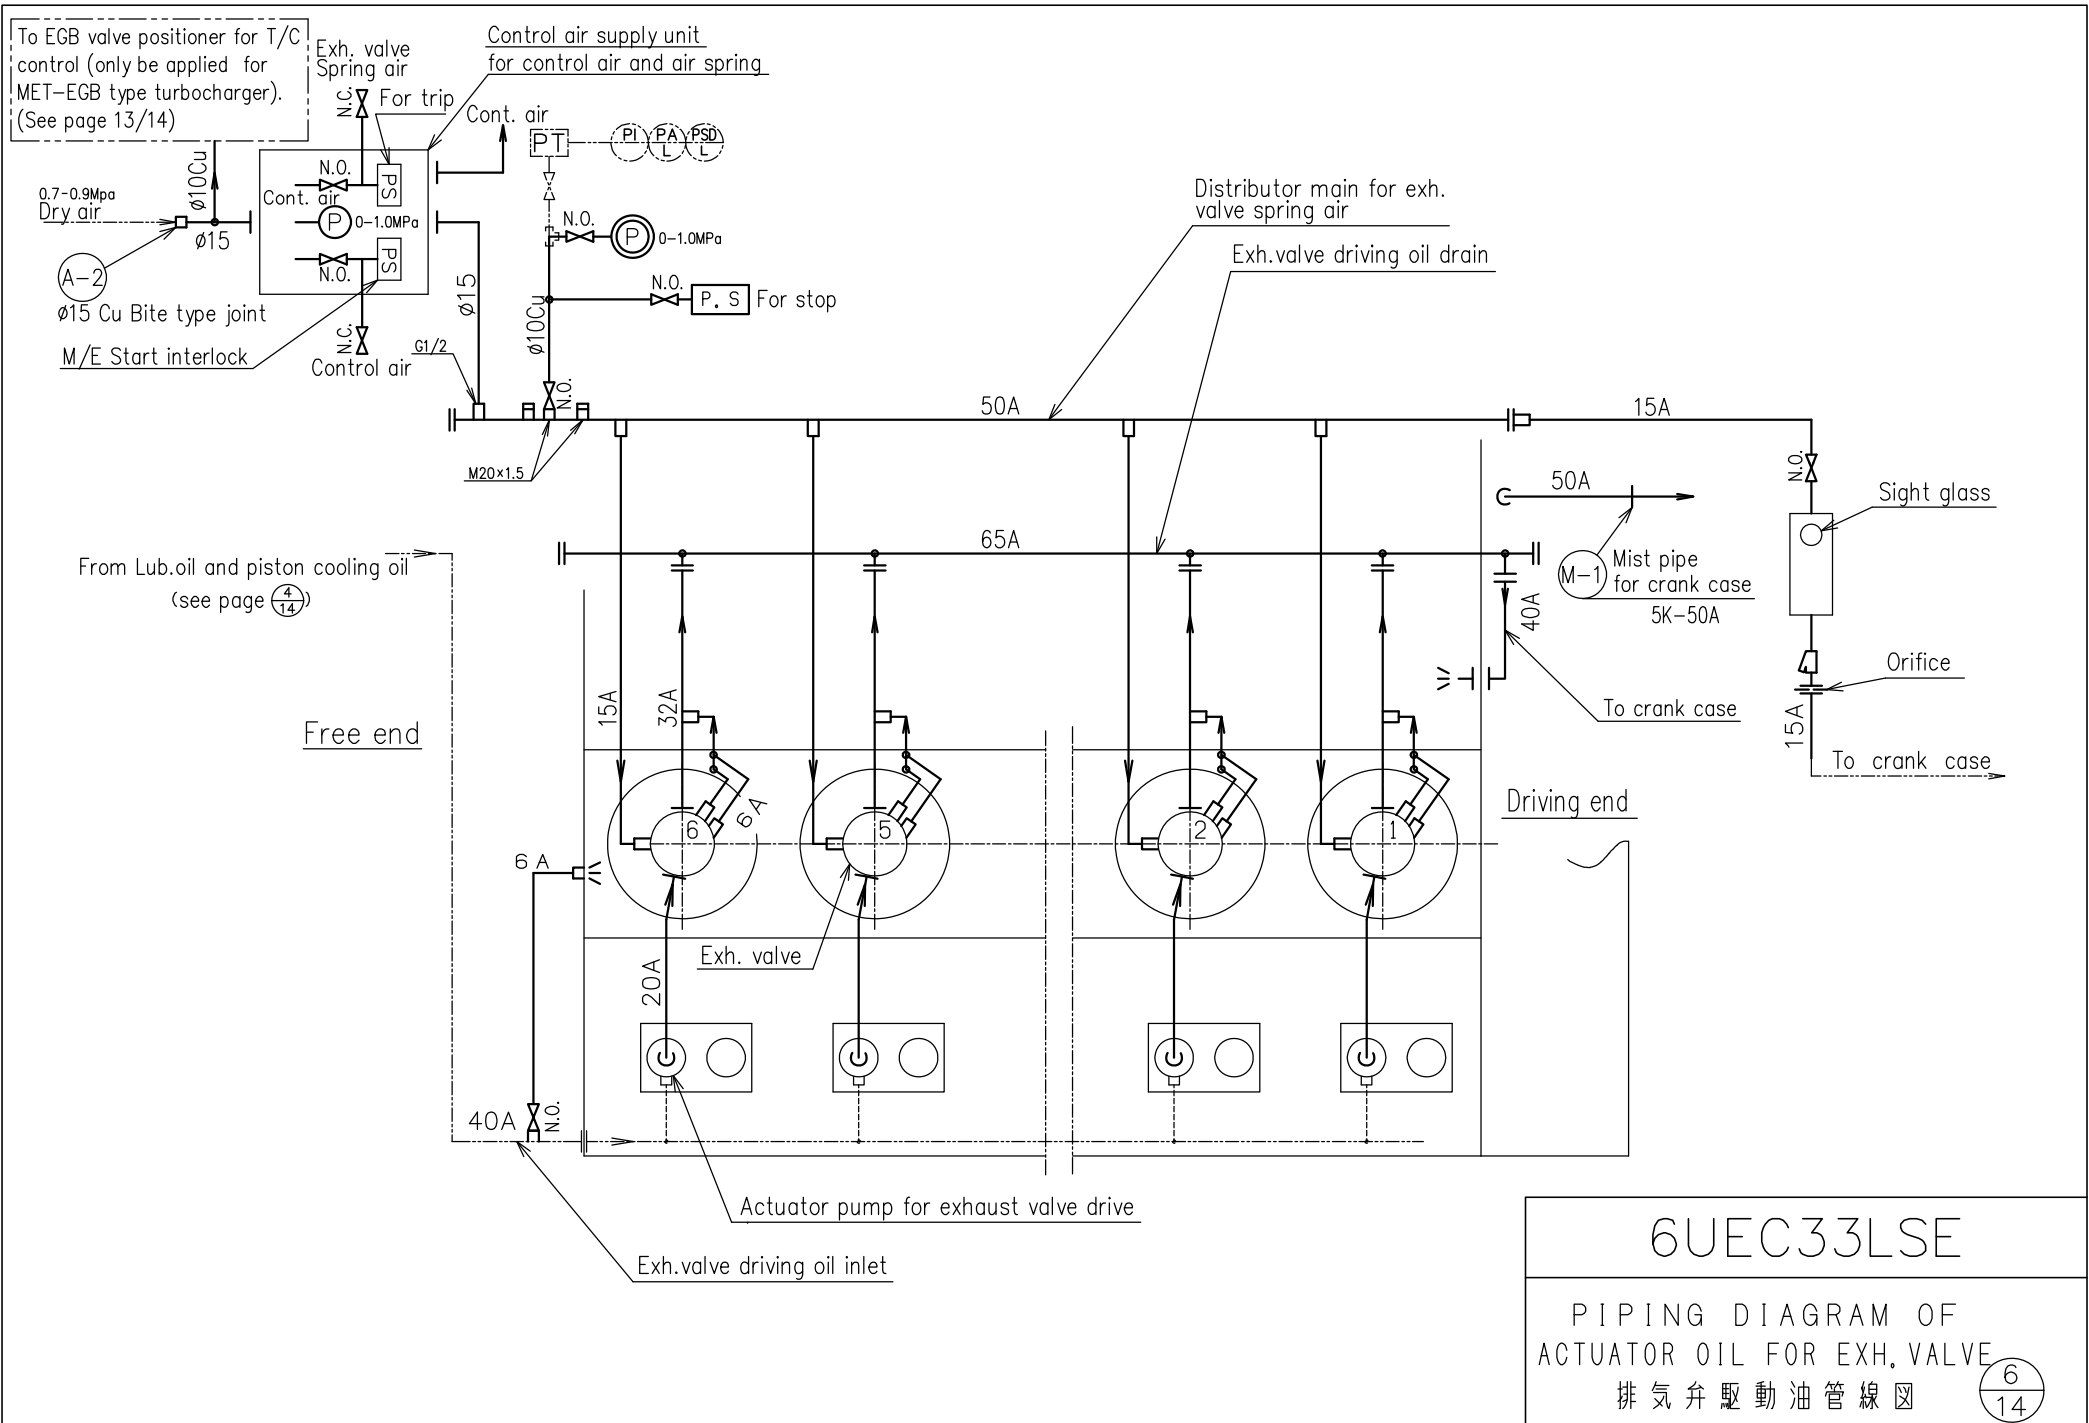 To EGB valve positioner for T/C
control (only be applied for
MET-EGB type turbocharger).
(See page 13/14)
Exh. valve
Spring air
N.C.
For trip
Control air supply unit
for control air and air spring
Cont. air
PT
PI
PA
L
PSD
L
ø10Cu
N.O.
PS
Cont. air
P
0-1.0MPa
PS
N.O.
0.7-0.9Mpa
Dry air
ø15
A-2
ø15 Cu Bite type joint
M/E Start interlock
N.C.
Control air
G1/2
ø15
N.O.
P
0-1.0MPa
N.O.
P. S
For stop
ø10Cu
N.O.
M20×1.5
Distributor main for exh.
valve spring air
Exh.valve driving oil drain
50A
15A
N.O.
50A
Sight glass
65A
M-1
Mist pipe
for crank case
5K-50A
From Lub.oil and piston cooling oil
(see page 4
14)
40A
Orifice
To crank case
15A
To crank case
15A
32A
Free end
Driving end
6A
6
5
2
1
6 A
Exh. valve
20A
40A
N.O.
Actuator pump for exhaust valve drive
Exh.valve driving oil inlet
6UEC33LSE
PIPING DIAGRAM OF
ACTUATOR OIL FOR EXH. VALVE
排気弁駆動油管線図
6
14